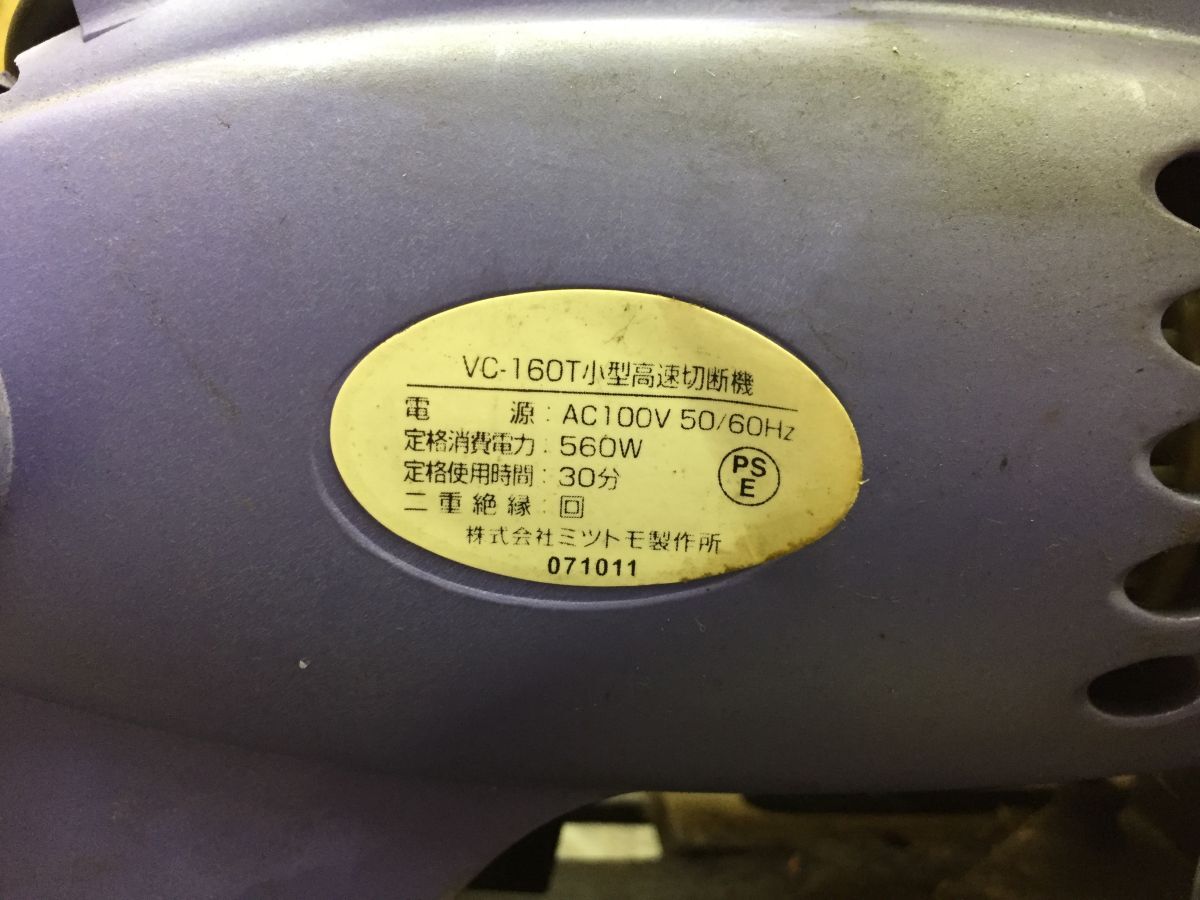 VC-160T小型高速切断機
電 源 : AC100V 50/60Hz
定格消費電力 : 560W
定格使用時間 : 30分
二重絶縁 : 回
PS
E
株式会社ミツトモ製作所
071011